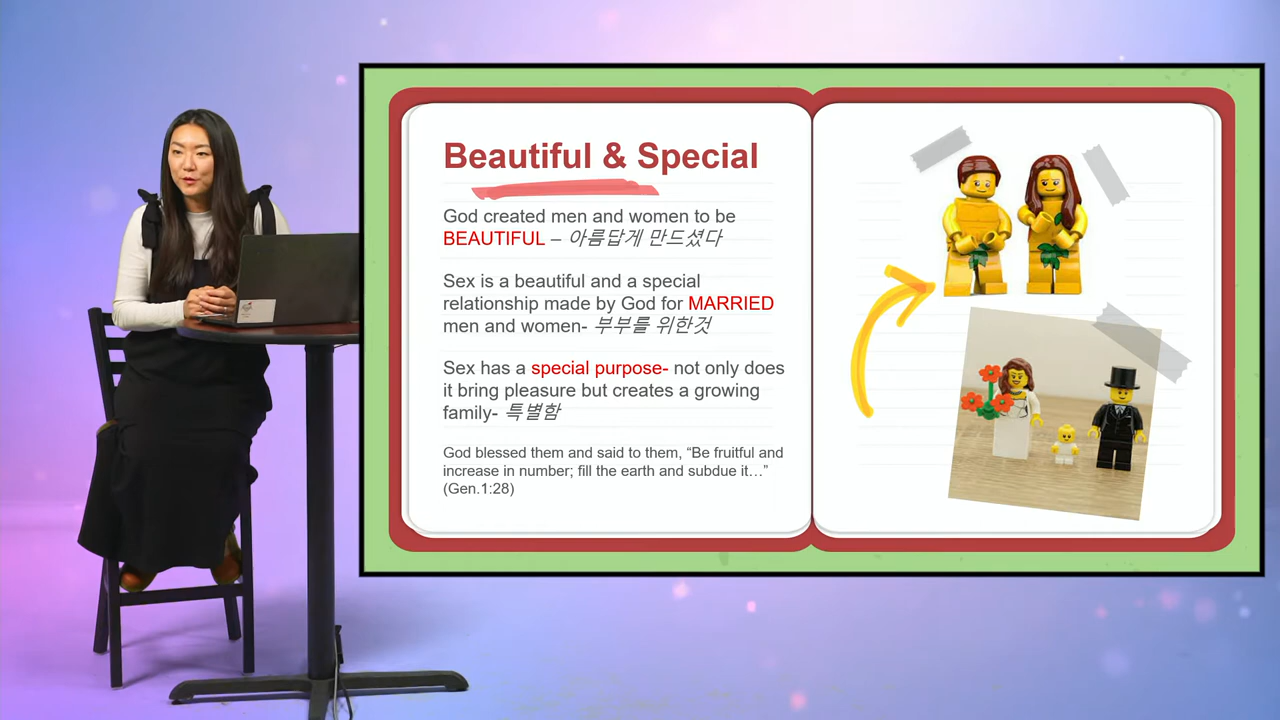 Beautiful & Special
God created men and women to be
BEAUTIFUL – 아름답게 만드셨다
Sex is a beautiful and a special
relationship made by God for MARRIED
men and women- 부부를 위한것
Sex has a special purpose- not only does
it bring pleasure but creates a growing
family- 특별함
God blessed them and said to them, “Be fruitful and
increase in number; fill the earth and subdue it…”
(Gen.1:28)